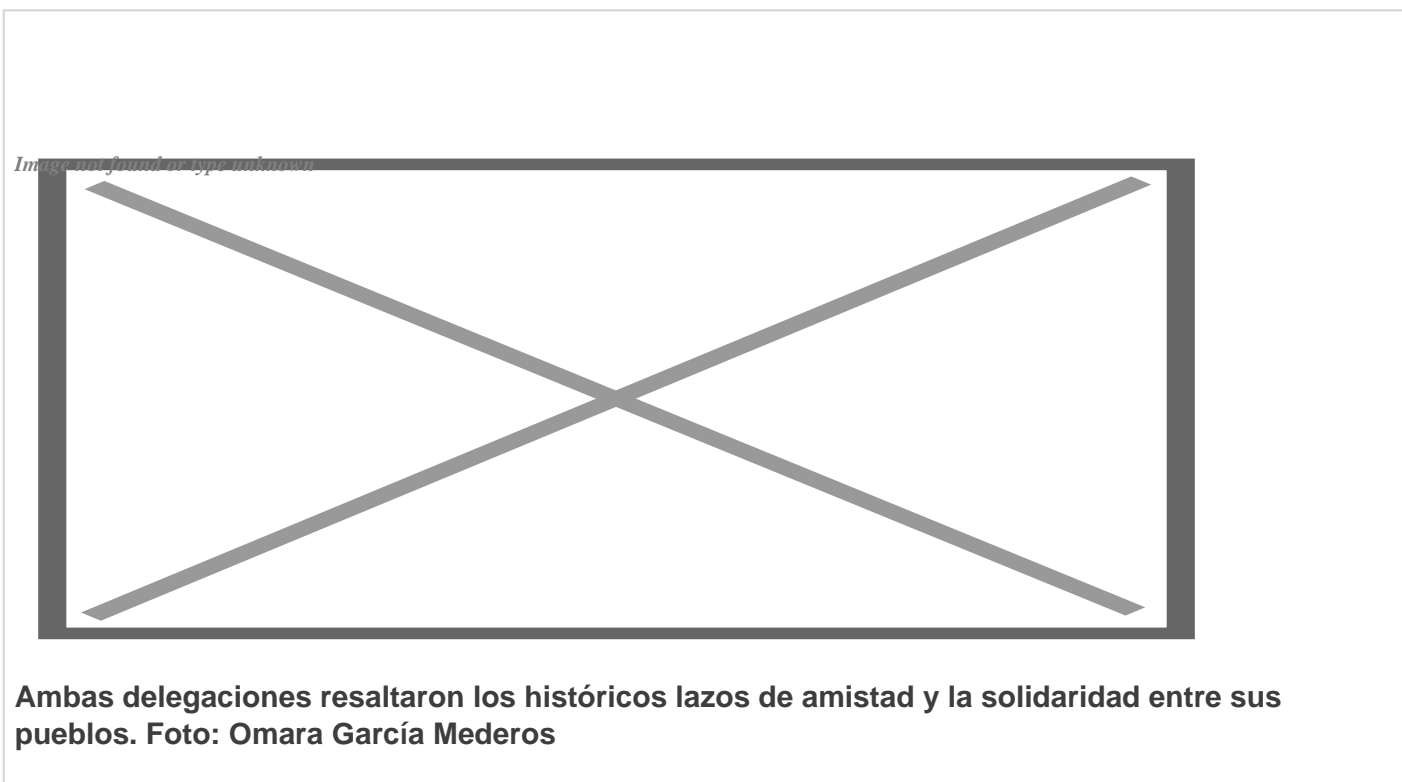 Image not found or type unknown
Ambas delegaciones resaltaron los históricos lazos de amistad y la solidaridad entre sus
pueblos. Foto: Omara García Mederos